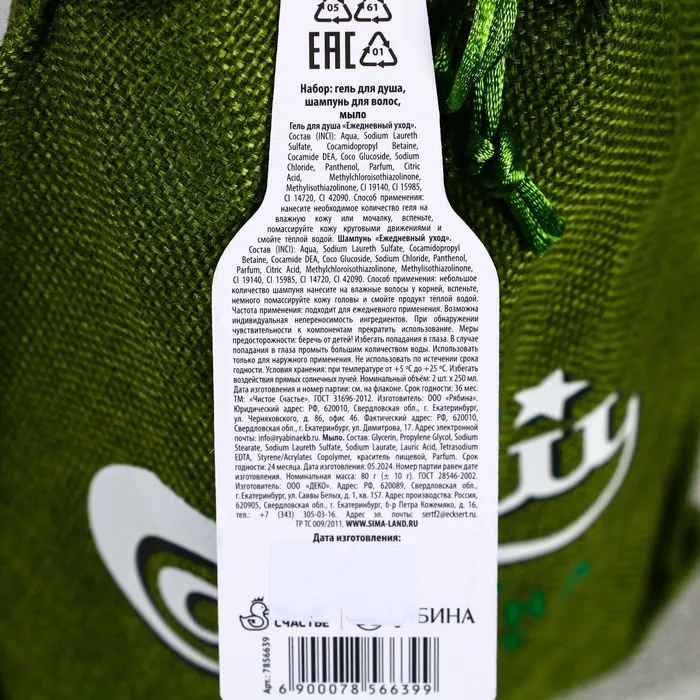 05 61
ЕАС 01
Набор: гель для душа,
шампунь для волос,
мыло
Гель для душа «Ежедневный уход».
Состав (INCI): Aqua, Sodium Laureth
Sulfate, Cocamidopropyl Betaine,
Cocamide DEA, Coco Glucoside, Sodium
Chloride, Panthenol, Parfum, Citric
Acid, Methylchloroisothiazolinone,
Methylisothiazolinone, CI 19140, CI 15985,
CI 14720, CI 42090. Способ применения:
нанесите необходимое количество геля на
влажную кожу или мочалку, вспеньте,
помассируйте кожу круговыми движениями и
смойте тёплой водой. Шампунь «Ежедневный уход».
Состав (INCI): Aqua, Sodium Laureth Sulfate, Cocamidopropyl
Betaine, Cocamide DEA, Coco Glucoside, Sodium Chloride, Panthenol,
Parfum, Citric Acid, Methylchloroisothiazolinone, Methylisothiazolinone,
CI 19140, CI 15985, CI 14720, CI 42090. Способ применения: небольшое
количество шампуня нанесите на влажные волосы у корней, вспеньте,
немного помассируйте кожу головы и смойте продукт тёплой водой.
Частота применения: подходит для ежедневного применения. Возможна
индивидуальная непереносимость ингредиентов. При обнаружении
чувствительности к компонентам прекратить использование. Меры
предосторожности: беречь от детей! Избегать попадания в глаза. В случае
попадания в глаза промыть большим количеством воды. Использовать
только для наружного применения. Не использовать по истечении срока
годности. Условия хранения: при температуре от +5 °C до +25 °C. Избегать
воздействия прямых солнечных лучей. Номинальный объём: 2 шт. х 250 мл.
Дата изготовления и номер партии: см. на флаконе. Срок годности: 36 мес.
ТМ: «Чистое Счастье». ГОСТ 31696-2012. Изготовитель: ООО «Рябина».
Юридический адрес: РФ, 620010, Свердловская обл., г. Екатеринбург,
ул. Черняховского, д. 86, офис 46. Фактический адрес: РФ, 620010,
Свердловская обл., г. Екатеринбург, ул. Димитрова, 17. Адрес электронной
почты: info@ryabinaekb.ru. Мыло. Состав: Glycerin, Propylene Glycol, Sodium
Stearate, Sodium Laureth Sulfate, Sodium Laurate, Lauric Acid, Tetrasodium
EDTA, Styrene/Acrylates Copolymer, краситель пищевой, Parfum. Срок
годности: 24 месяца. Дата изготовления: 05.2024. Номер партии равен дате
изготовления. Номинальная масса: 80 г (± 10 г). ГОСТ 28546-2002.
Изготовитель: ООО «ДЕКО». Адрес: РФ, 620089, Свердловская обл.,
г. Екатеринбург, ул. Саввы Белых, д. 1, кв. 157. Адрес производства: Россия,
620905, Свердловская обл., г. Екатеринбург, б-р Петра Кожемяко, д. 16,
тел.: +7 (343) 305-03-16. Адрес эл. почты: sertf2@ecksert.ru.
ТР ТС 009/2011. WWW.SIMA-LAND.RU
Дата изготовления:
СЧАСТЬЕ БИНА
Арт.: 7856639
6 900078 566399